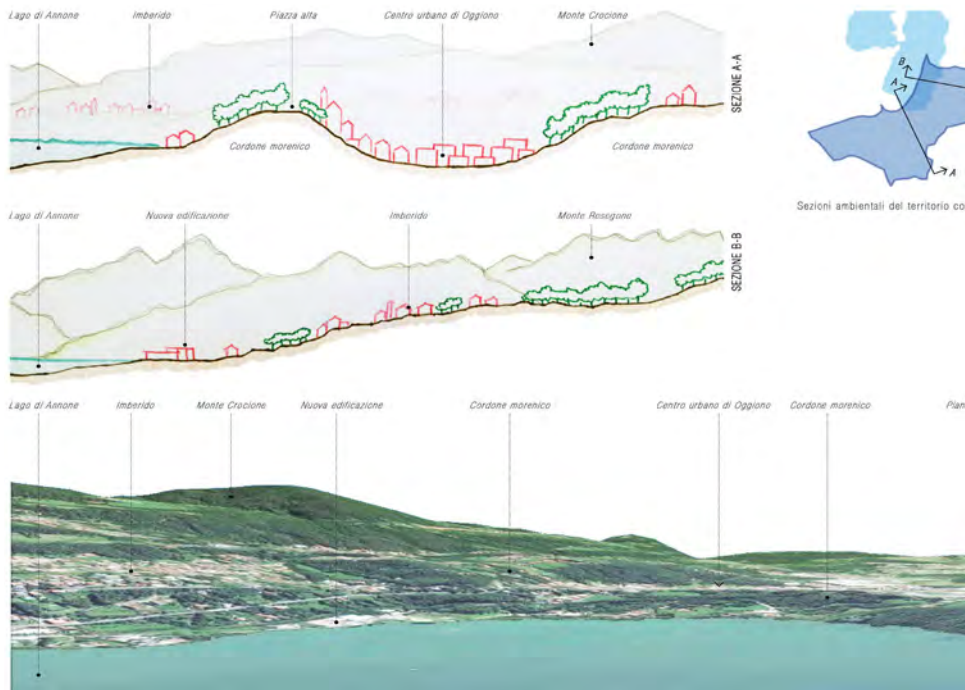 Lago di Annone
Imberido
Piazza alta
Centro urbano di Oggiono
Monte Crocione
SEZIONE A-A
Cordone morenico
Cordone morenico
B
A
A
Sezioni ambientali del territorio co
Lago di Annone
Nuova edificazione
Imberido
Monte Resegone
SEZIONE B-B
Lago di Annone
Imberido
Monte Crocione
Nuova edificazione
Cordone morenico
Centro urbano di Oggiono
Cordone morenico
Pian